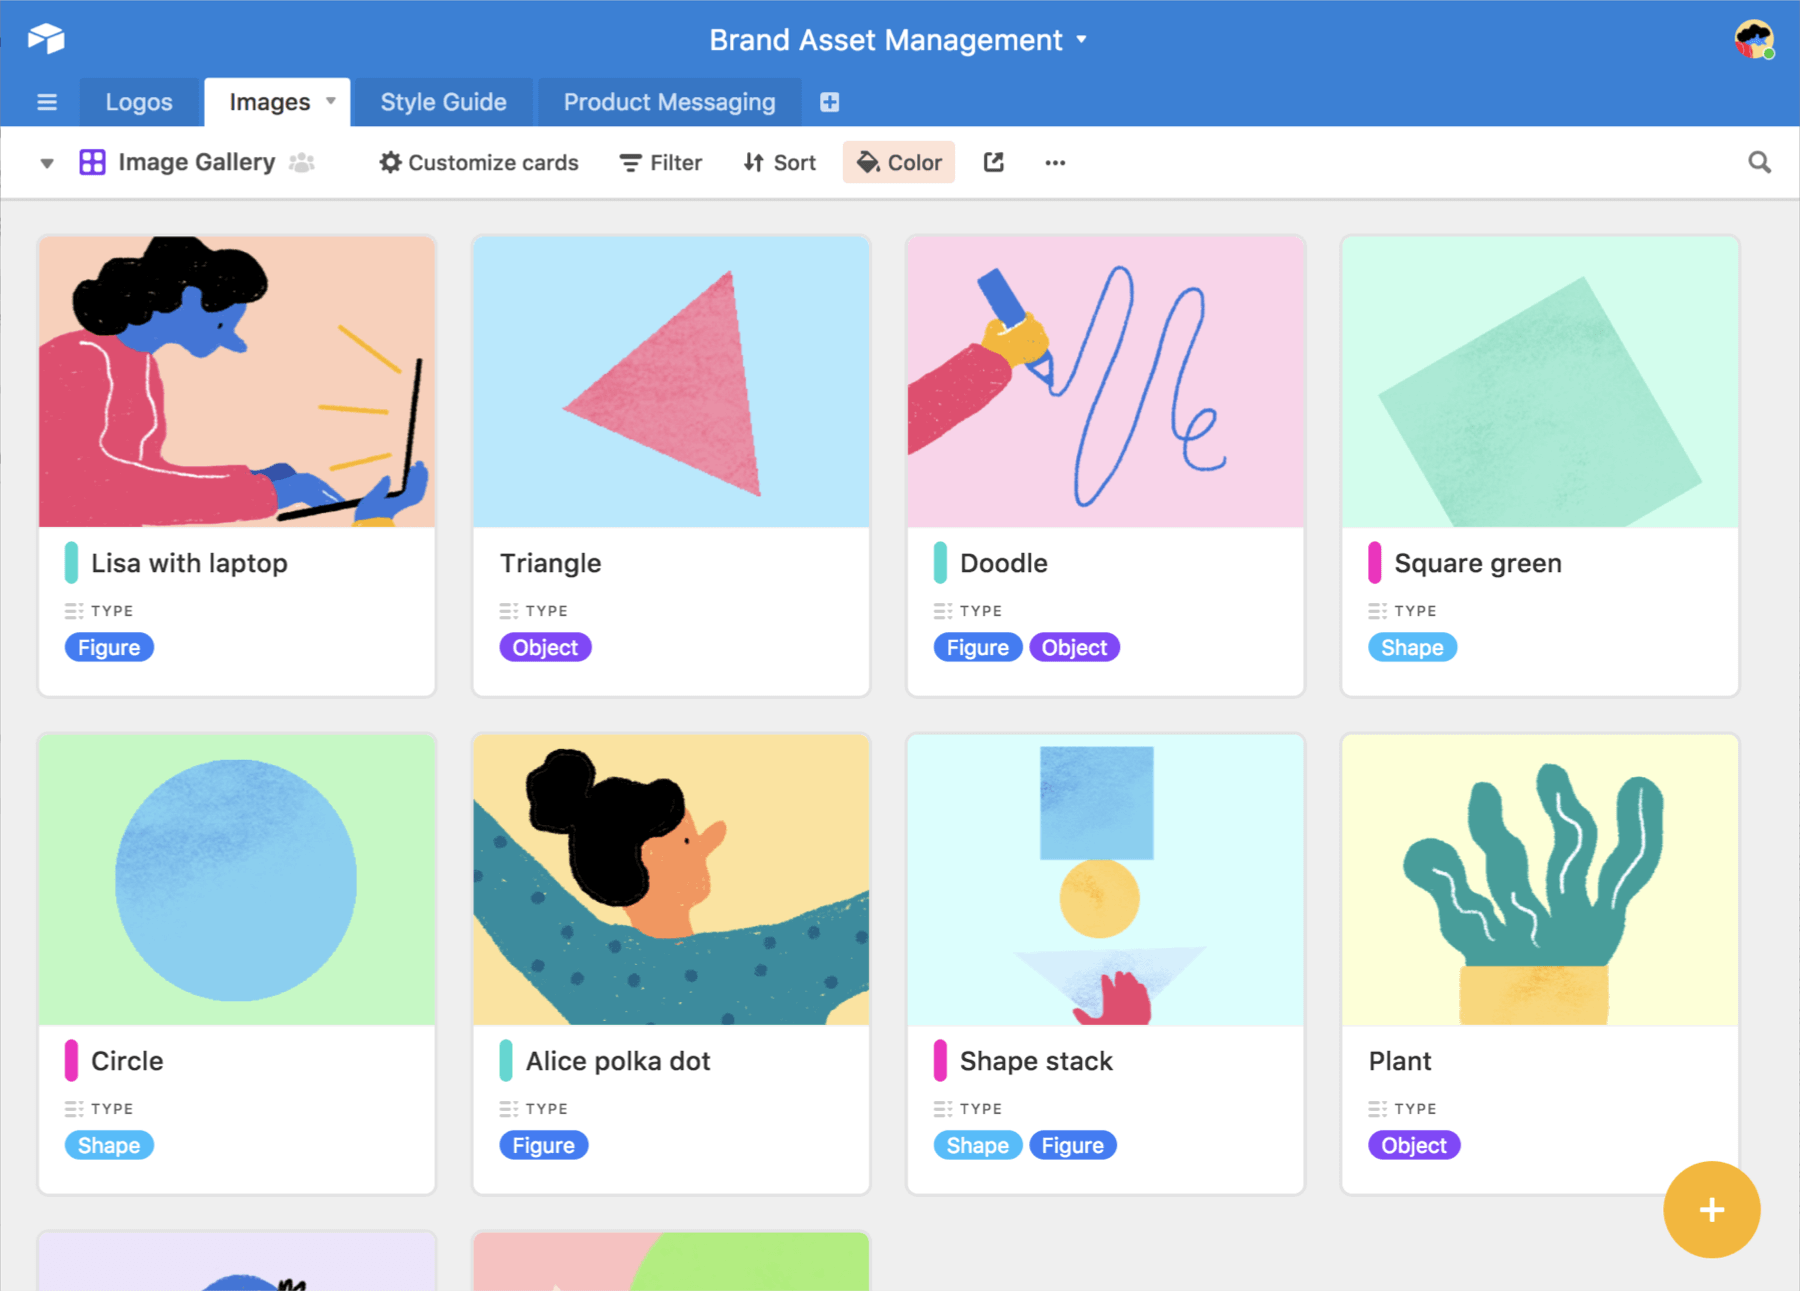 Brand Asset Management
Logos Images Style Guide Product Messaging
Image Gallery Customize cards Filter Sort Color
Lisa with laptop
TYPE
Figure
Triangle
TYPE
Object
Doodle
TYPE
Figure Object
Square green
TYPE
Shape
Circle
TYPE
Shape
Alice polka dot
TYPE
Figure
Shape stack
TYPE
Shape Figure
Plant
TYPE
Object